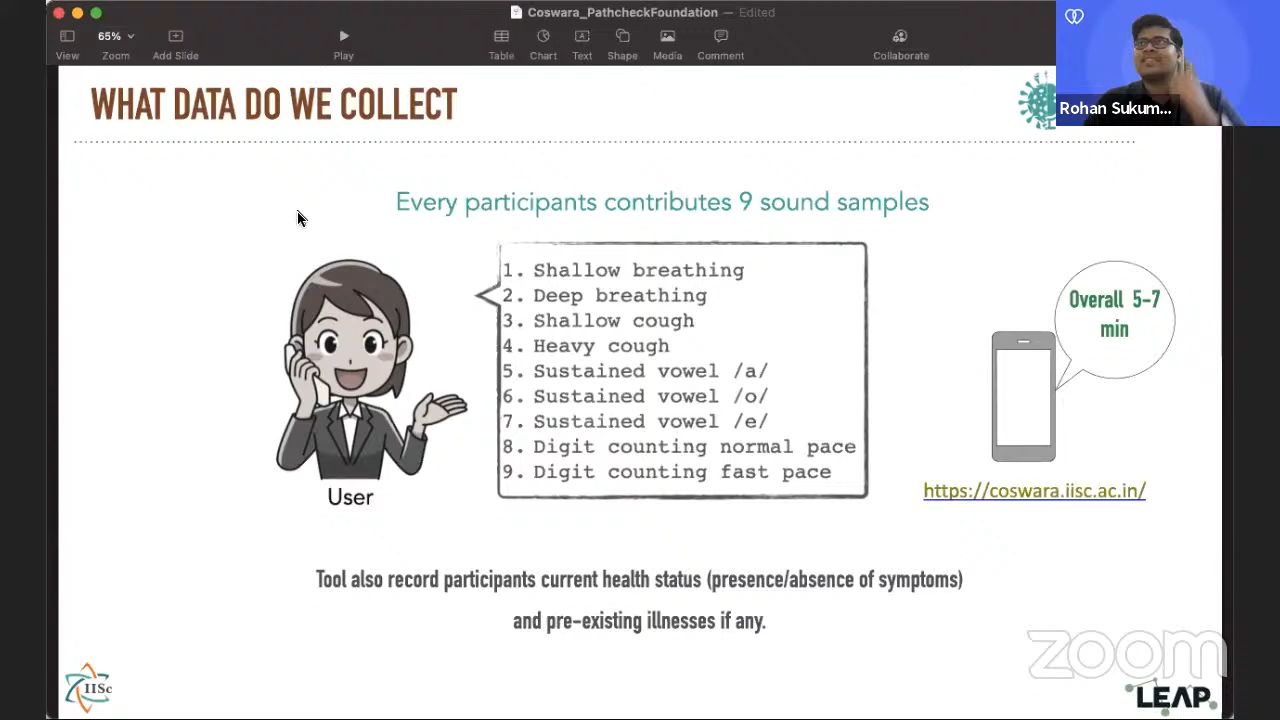 Coswara_PathcheckFoundation — Edited
65%
View
Zoom
Add Slide
Play
Table
Chart
Text
Shape
Media
Comment
Collaborate
Rohan Sukum...
WHAT DATA DO WE COLLECT
Every participants contributes 9 sound samples
1. Shallow breathing
2. Deep breathing
3. Shallow cough
4. Heavy cough
5. Sustained vowel /a/
6. Sustained vowel /o/
7. Sustained vowel /e/
8. Digit counting normal pace
9. Digit counting fast pace
User
Overall 5-7
min
https://coswara.iisc.ac.in/
Tool also record participants current health status (presence/absence of symptoms)
and pre-existing illnesses if any.
zoom
IISc
LEAP